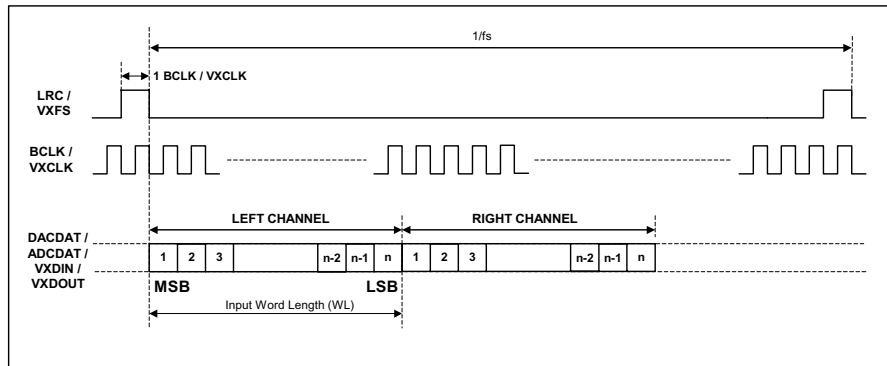 1/fs
1 BCLK / VXCLK
LRC /
VXFS
BCLK /
VXCLK
LEFT CHANNEL RIGHT CHANNEL
DACDAT /
ADCDAT /
VXDIN /
VXDOUT
1 2 3 n-2 n-1 n 1 2 3 n-2 n-1 n
MSB LSB
Input Word Length (WL)